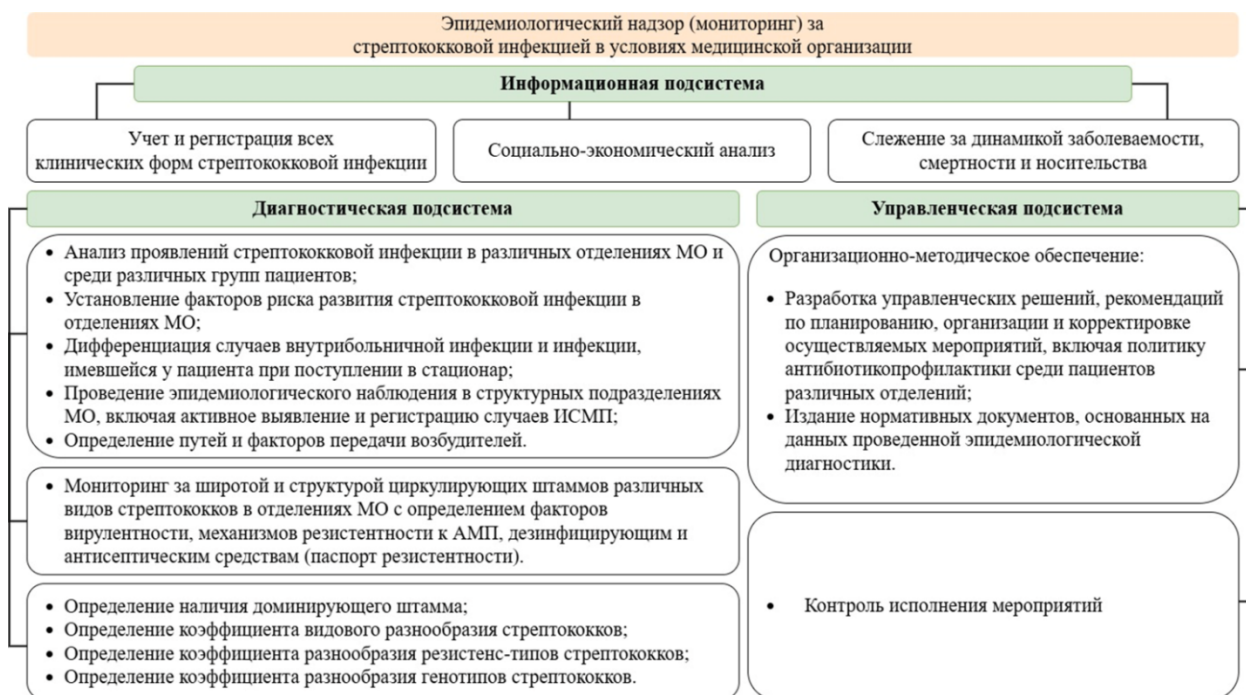 Эпидемиологический надзор (мониторинг) за
стрептококковой инфекцией в условиях медицинской организации
Информационная подсистема
Учет и регистрация всех
клинических форм стрептококковой инфекции
Социально-экономический анализ
Слежение за динамикой заболеваемости,
смертности и носительства
Диагностическая подсистема
• Анализ проявлений стрептококковой инфекции в различных отделениях МО и
среди различных групп пациентов;
• Установление факторов риска развития стрептококковой инфекции в
отделениях МО;
• Дифференциация случаев внутрибольничной инфекции и инфекции,
имевшейся у пациента при поступлении в стационар;
• Проведение эпидемиологического наблюдения в структурных подразделениях
МО, включая активное выявление и регистрацию случаев ИСМП;
• Определение путей и факторов передачи возбудителей.
• Мониторинг за широтой и структурой циркулирующих штаммов различных
видов стрептококков в отделениях МО с определением факторов
вирулентности, механизмов резистентности к АМП, дезинфицирующим и
антисептическим средствам (паспорт резистентности).
• Определение наличия доминирующего штамма;
• Определение коэффициента видового разнообразия стрептококков;
• Определение коэффициента разнообразия резистенс-типов стрептококков;
• Определение коэффициента разнообразия генотипов стрептококков.
Управленческая подсистема
Организационно-методическое обеспечение:
• Разработка управленческих решений, рекомендаций
по планированию, организации и корректировке
осуществляемых мероприятий, включая политику
антибиотикопрофилактики среди пациентов
различных отделений;
• Издание нормативных документов, основанных на
данных проведенной эпидемиологической
диагностики.
• Контроль исполнения мероприятий